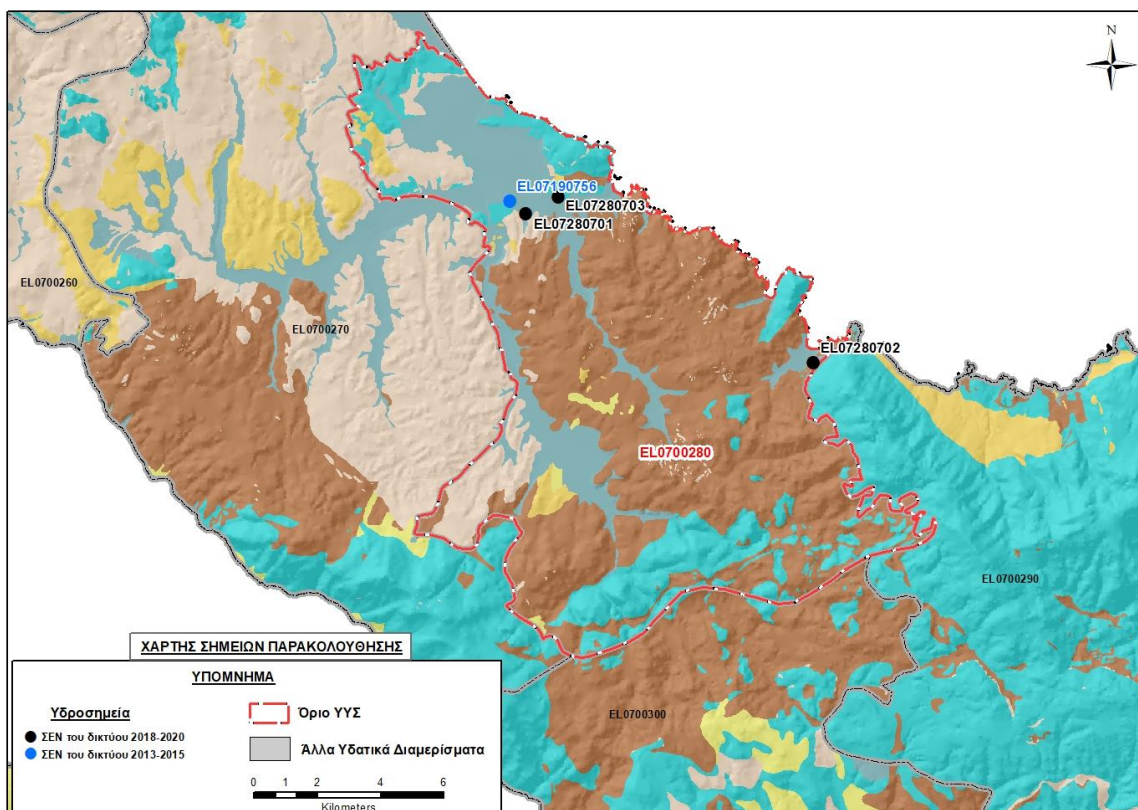 N
EL07190756
EL07280703
EL07280701
EL0700260
EL0700270
EL07280702
EL0700280
EL0700290
EL0700300
ΧΑΡΤΗΣ ΣΗΜΕΙΩΝ ΠΑΡΑΚΟΛΟΥΘΗΣΗΣ
ΥΠΟΜΝΗΜΑ
Υδροσημεία
ΣΕΝ του δικτύου 2018-2020
ΣΕΝ του δικτύου 2013-2015
Όριο ΥΥΣ
Άλλα Υδατικά Διαμερίσματα
0 1 2 4 6
Kilometers